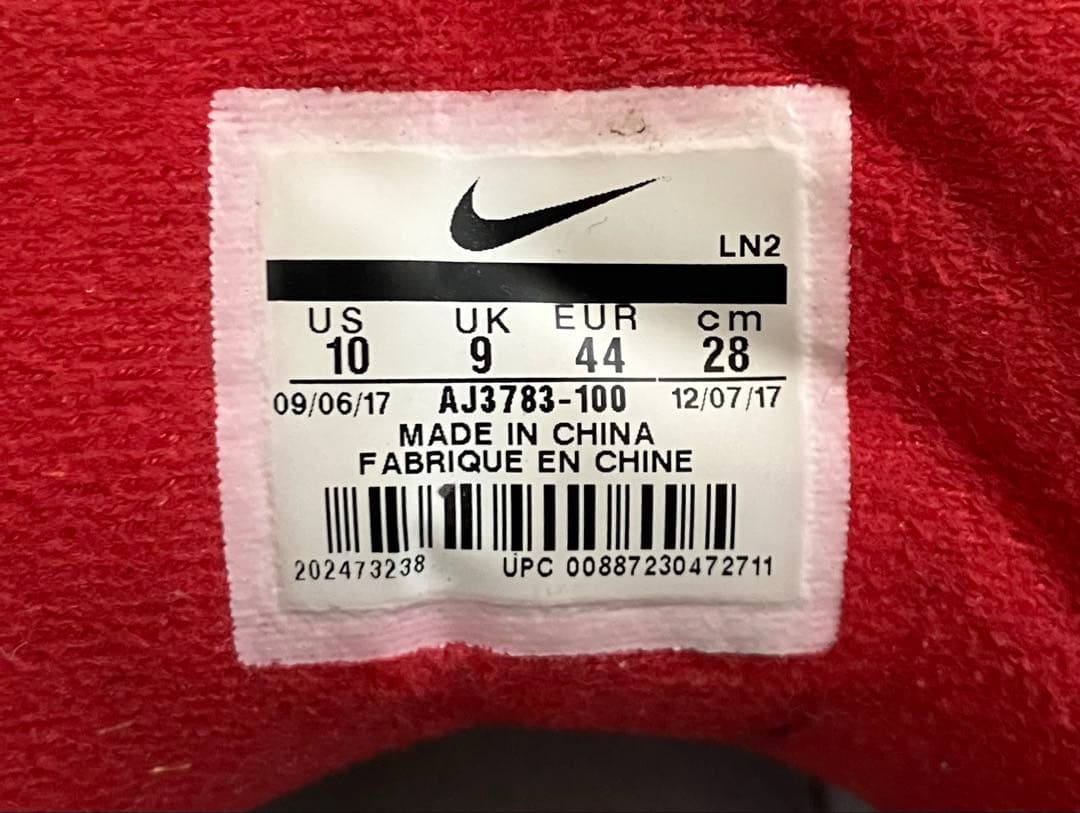 LN2
US UK EUR cm
10 9 44 28
09/06/17 AJ3783-100 12/07/17
MADE IN CHINA
FABRIQUE EN CHINE
202473238 UPC 00887230472711